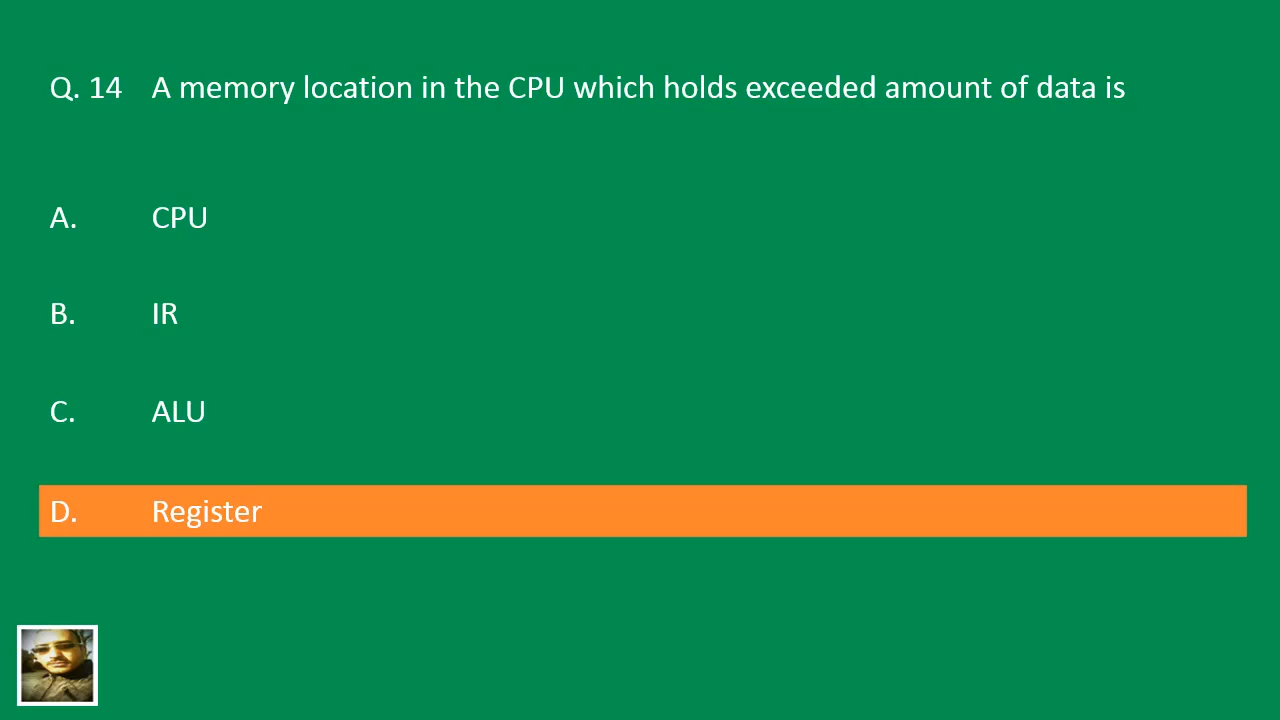 Q. 14 A memory location in the CPU which holds exceeded amount of data is
A. CPU
B. IR
C. ALU
D. Register